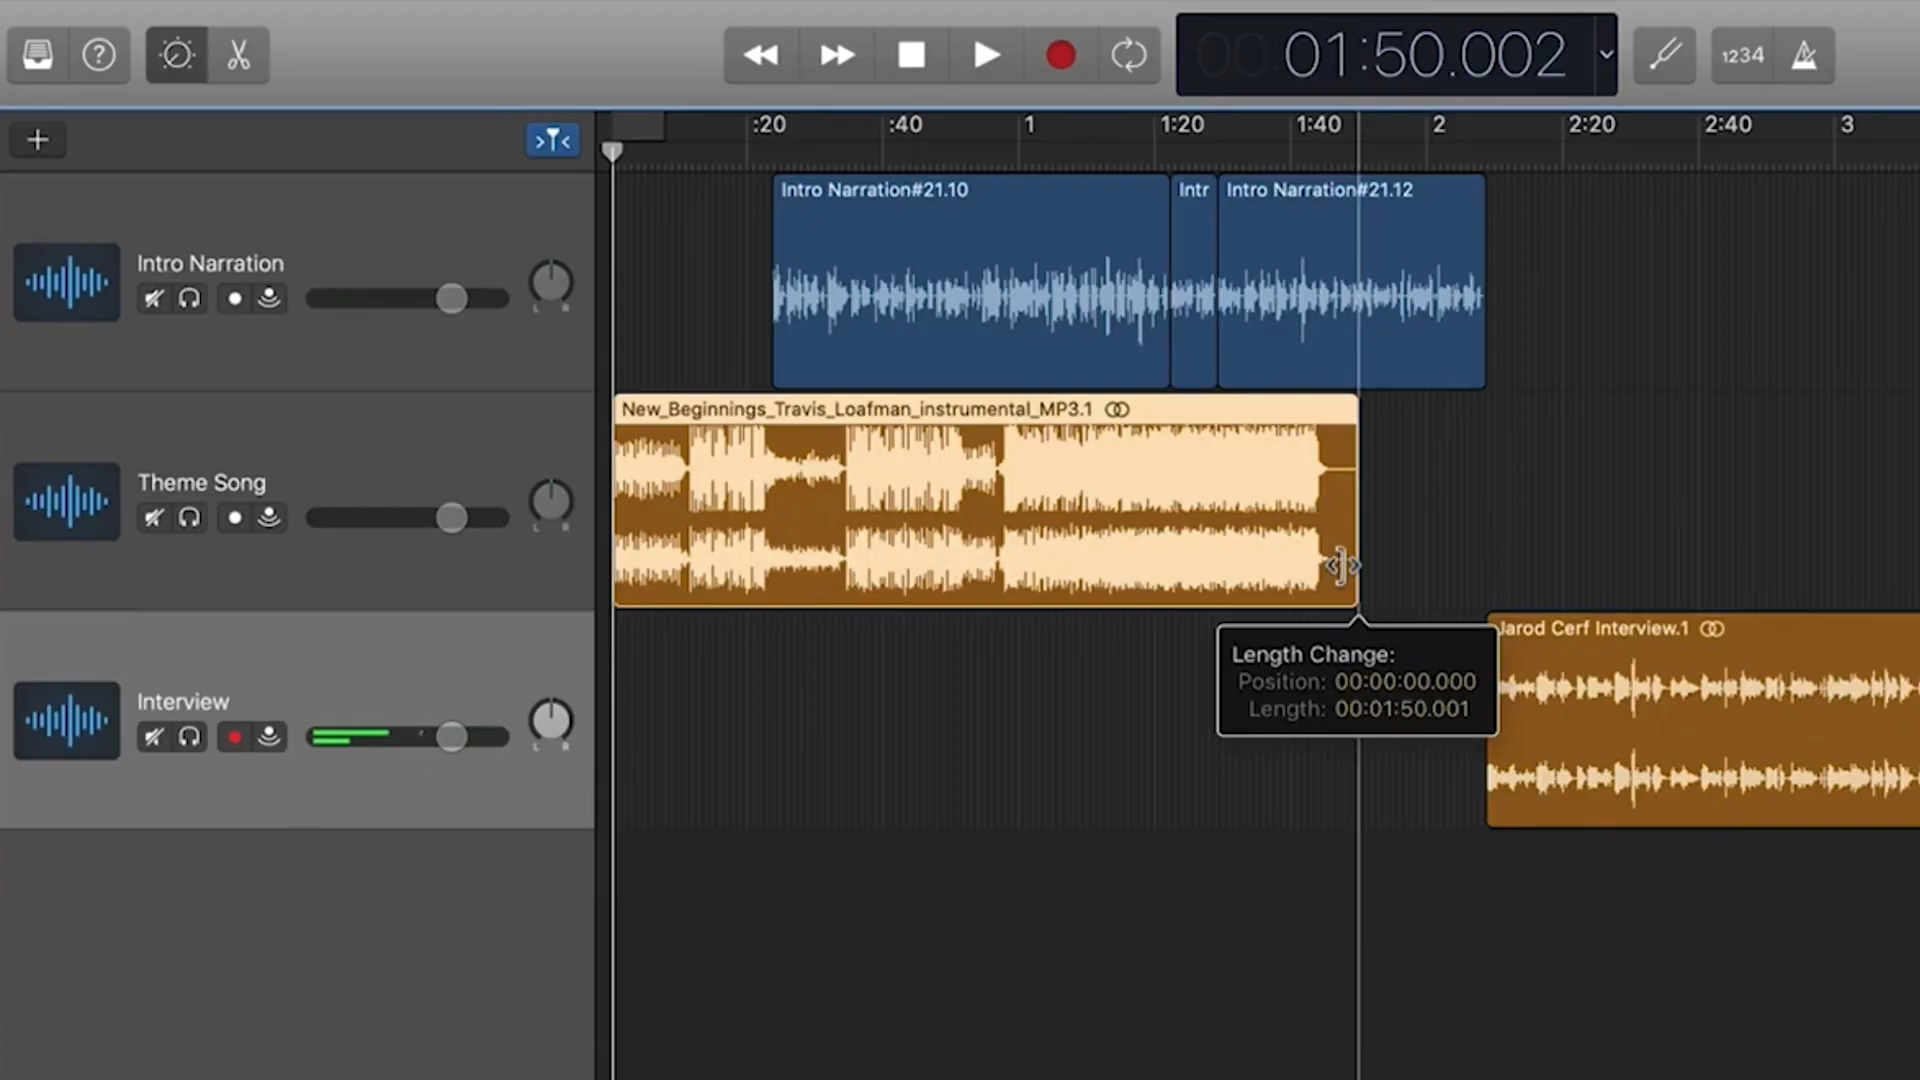 00 01:50.002
1234
:20 :40 1 1:20 1:40 2 2:20 2:40 3
Intro Narration#21.10 Intr Intro Narration#21.12
Intro Narration
L R
New_Beginnings_Travis_Loafman_instrumental_MP3.1
Theme Song
L R
Jarod Cerf Interview.1
Length Change:
Position: 00:00:00.000
Length: 00:01:50.001
Interview
L R